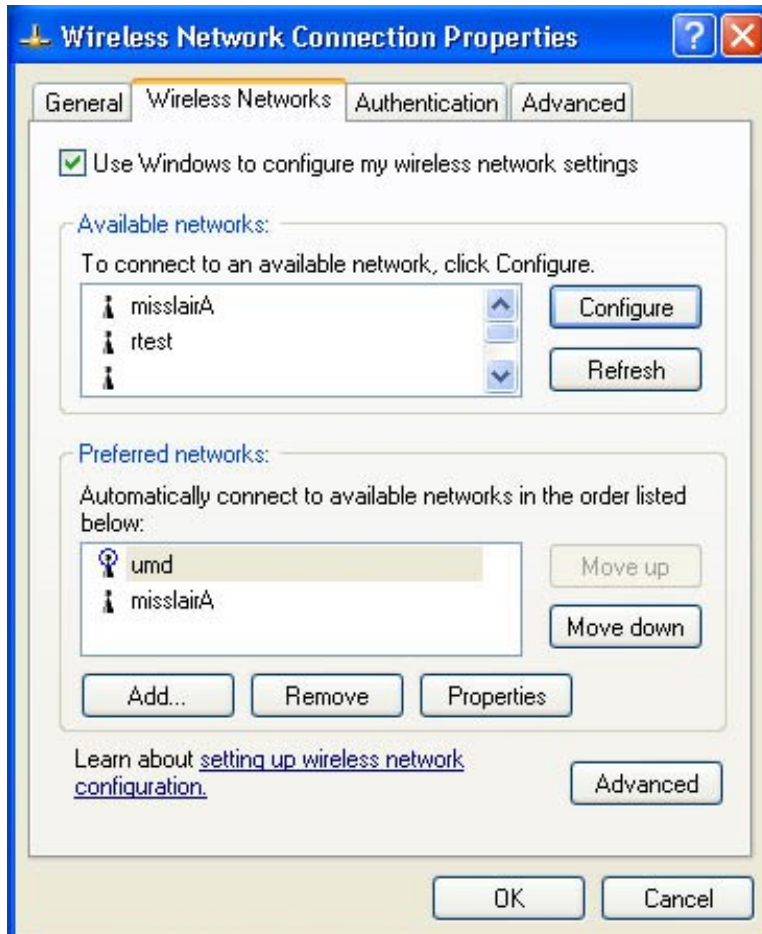 Wireless Network Connection Properties
General Wireless Networks Authentication Advanced
Use Windows to configure my wireless network settings
Available networks:
To connect to an available network, click Configure.
misslairA
rtest
Configure
Refresh
Preferred networks:
Automatically connect to available networks in the order listed
below:
umd
misslairA
Move up
Move down
Add... Remove Properties
Learn about setting up wireless network
configuration.
Advanced
OK Cancel